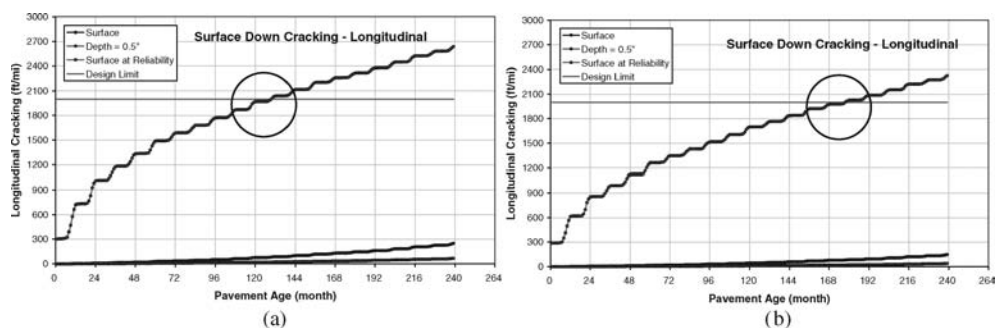 3000
2700
2400
2100
1800
1500
1200
900
600
300
0
Longitudinal Cracking (ft/mi)
Surface
Depth = 0.5"
Surface at Reliability
Design Limit
Surface Down Cracking - Longitudinal
0 24 48 72 96 120 144 168 192 216 240 264
Pavement Age (month)
(a)
3000
2700
2400
2100
1800
1500
1200
900
600
300
0
Longitudinal Cracking (ft/mi)
Surface
Depth = 0.5"
Surface at Reliability
Design Limit
Surface Down Cracking - Longitudinal
0 24 48 72 96 120 144 168 192 216 240 264
Pavement Age (month)
(b)